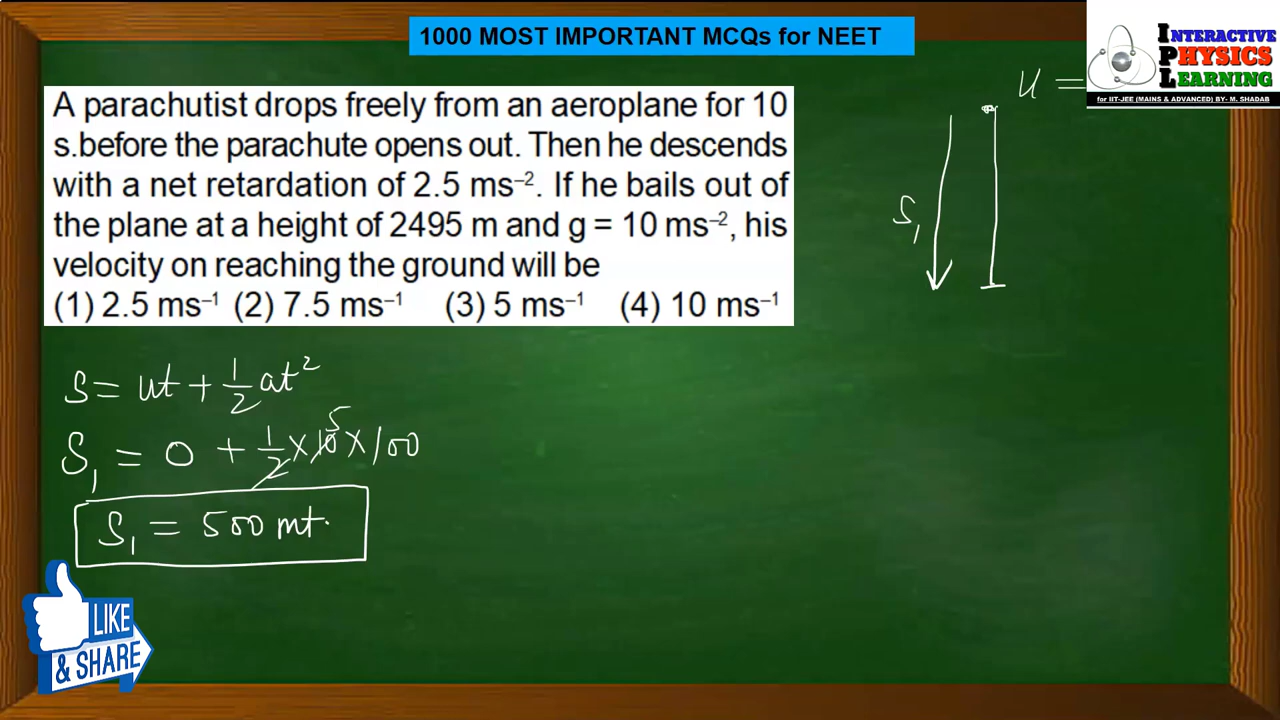 1000 MOST IMPORTANT MCQs for NEET
INTERACTIVE
PHYSICS
LEARNING
for IIT-JEE (MAINS & ADVANCED) BY- M. SHADAB
A parachutist drops freely from an aeroplane for 10
s.before the parachute opens out. Then he descends
with a net retardation of 2.5 ms⁻². If he bails out of
the plane at a height of 2495 m and g = 10 ms⁻², his
velocity on reaching the ground will be
(1) 2.5 ms⁻¹ (2) 7.5 ms⁻¹ (3) 5 ms⁻¹ (4) 10 ms⁻¹
u =
S₁
S = ut + 1/2 at²
S₁ = 0 + 1/2 × 10 5 × 100
S₁ = 500 mt.
LIKE
& SHARE